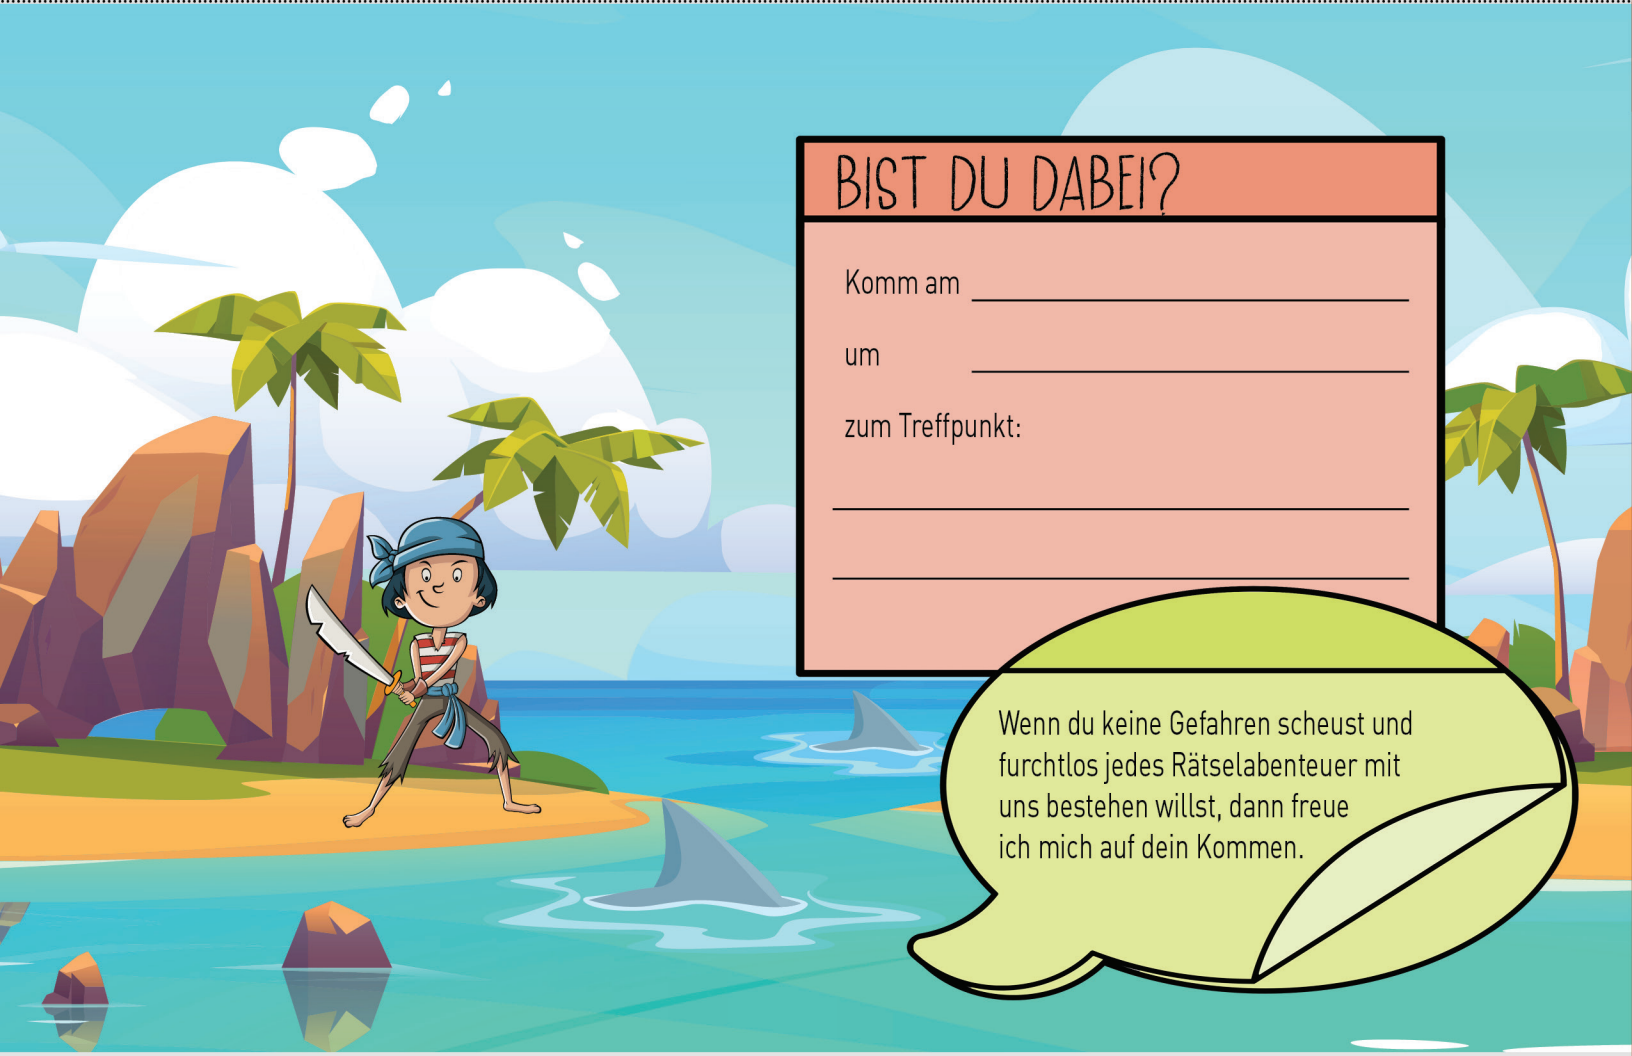 BIST DU DABEI?
Komm am
um
zum Treffpunkt:
Wenn du keine Gefahren scheust und
furchtlos jedes Rätselabenteuer mit
uns bestehen willst, dann freue
ich mich auf dein Kommen.